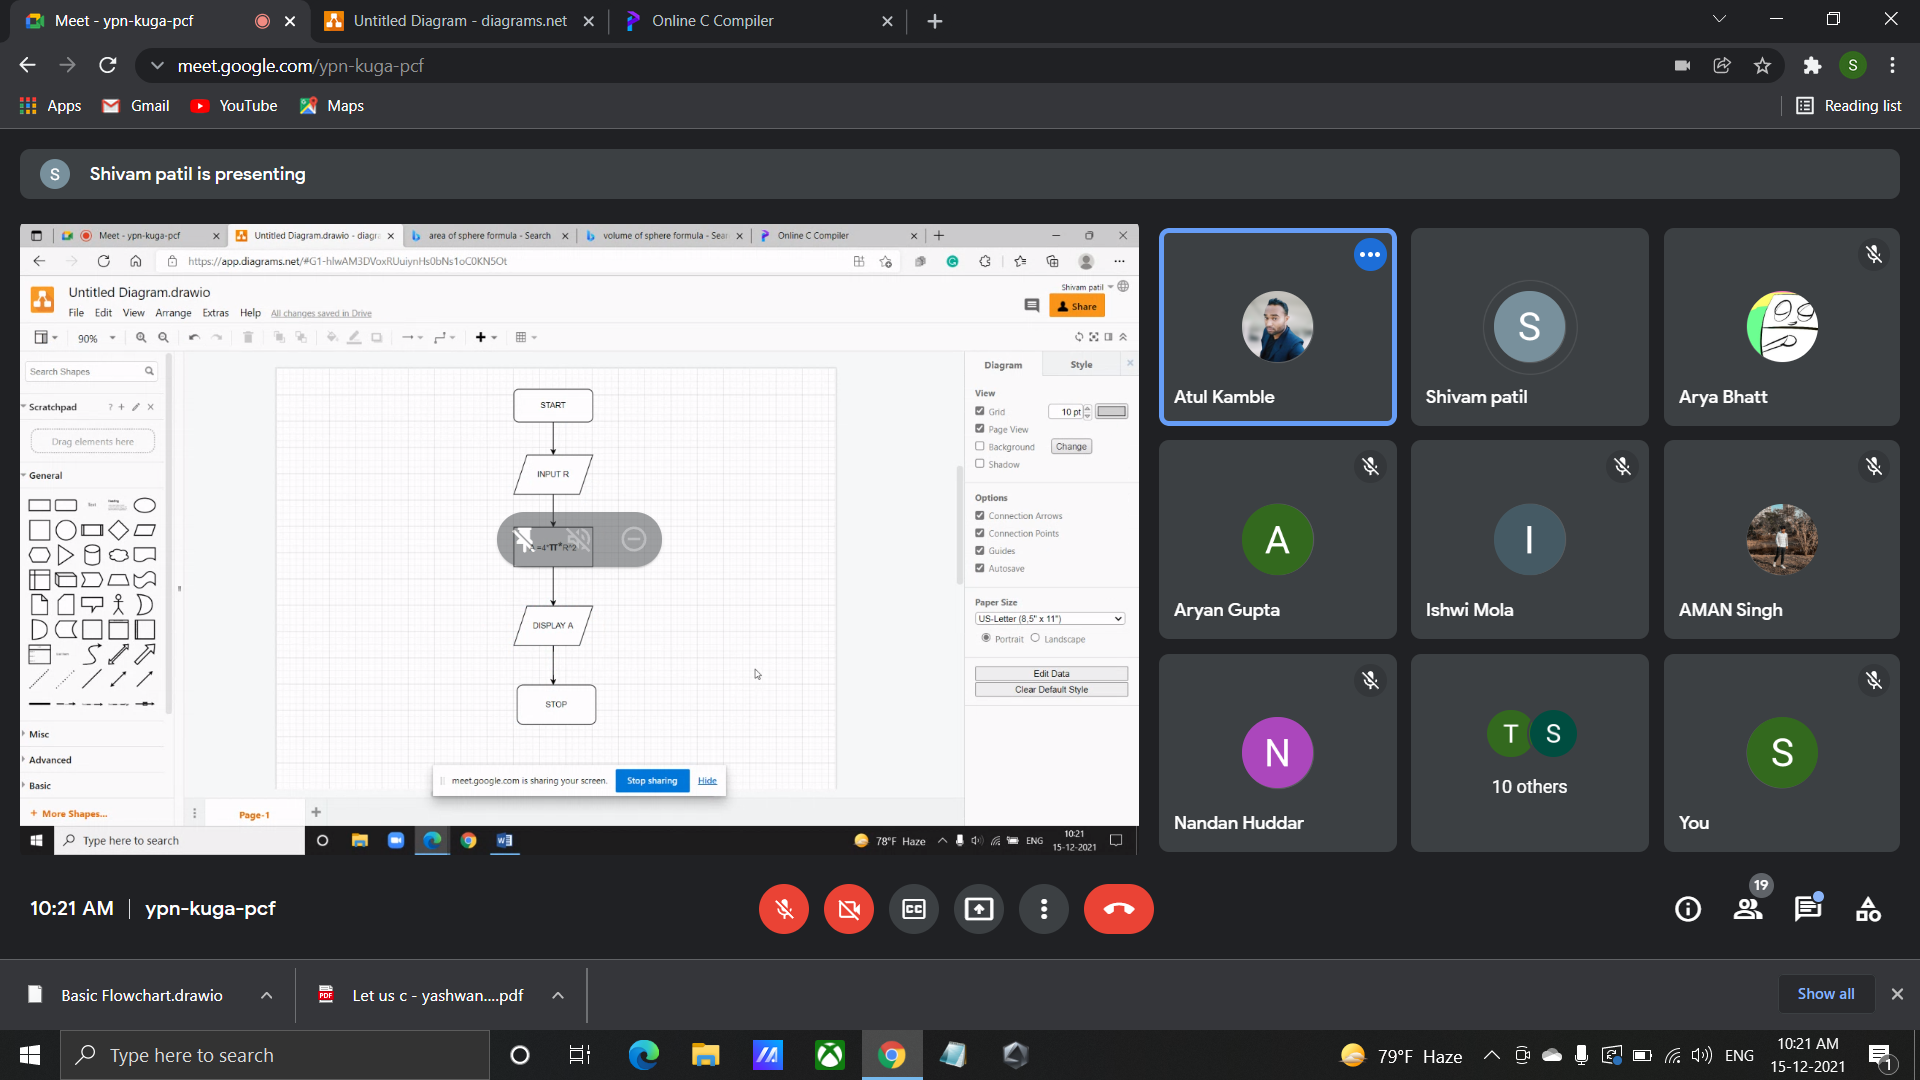 Meet - ypn-kuga-pcf
Untitled Diagram - diagrams.net
Online C Compiler
meet.google.com/ypn-kuga-pcf
S
Apps
Gmail
YouTube
Maps
Reading list
S
Shivam patil is presenting
Meet - ypn-kuga-pcf
Untitled Diagram.drawio - diagra
area of sphere formula - Search
volume of sphere formula - Sear
Online C Compiler
https://app.diagrams.net/#G1-hlwAM3DVoxRUuiynHs0bNs1oC0KN5Ot
Untitled Diagram.drawio
Shivam patil
File Edit View Arrange Extras Help All changes saved in Drive
Share
90%
Search Shapes
Scratchpad
Drag elements here
General
Misc
Advanced
Basic
+ More Shapes...
START
INPUT R
=4*π*R^2
DISPLAY A
STOP
Diagram
Style
View
Grid
10 pt
Page View
Background
Change
Shadow
Options
Connection Arrows
Connection Points
Guides
Autosave
Paper Size
US-Letter (8,5" x 11")
Portrait
Landscape
Edit Data
Clear Default Style
meet.google.com is sharing your screen.
Stop sharing
Hide
Page-1
Type here to search
78°F Haze
ENG
10:21
15-12-2021
Atul Kamble
S
Shivam patil
Arya Bhatt
A
Aryan Gupta
I
Ishwi Mola
AMAN Singh
N
Nandan Huddar
T S
10 others
S
You
10:21 AM | ypn-kuga-pcf
CC
19
Basic Flowchart.drawio
PDF
Let us c - yashwan....pdf
Show all
Type here to search
79°F Haze
ENG
10:21 AM
15-12-2021
1